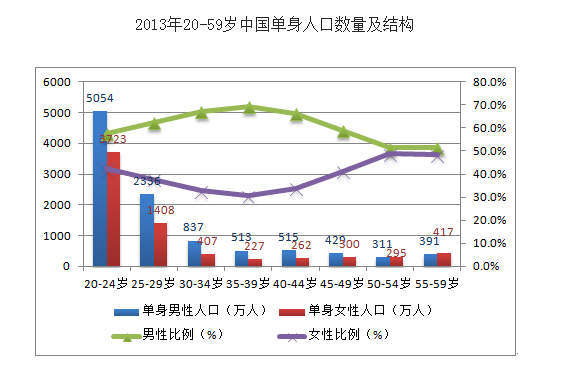 2013年20-59岁中国单身人口数量及结构
6000 80.0%
5054
5000 70.0%
3723
4000 60.0%
50.0%
3000 40.0%
2336
2000 30.0%
1408
20.0%
1000 837 407 513 227 515 262 429 300 311 295 391 417
10.0%
0 0.0%
20-24岁 25-29岁 30-34岁 35-39岁 40-44岁 45-49岁 50-54岁 55-59岁
单身男性人口（万人） 单身女性人口（万人）
男性比例（%） 女性比例（%）